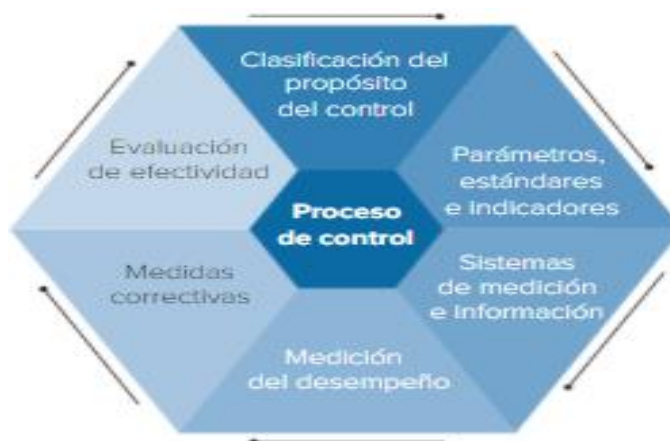 Clasificación del
propósito
del control
Parámetros,
estándares
e indicadores
Sistemas
de medición
e información
Medición
del desempeño
Medidas
correctivas
Evaluación
de efectividad
Proceso
de control